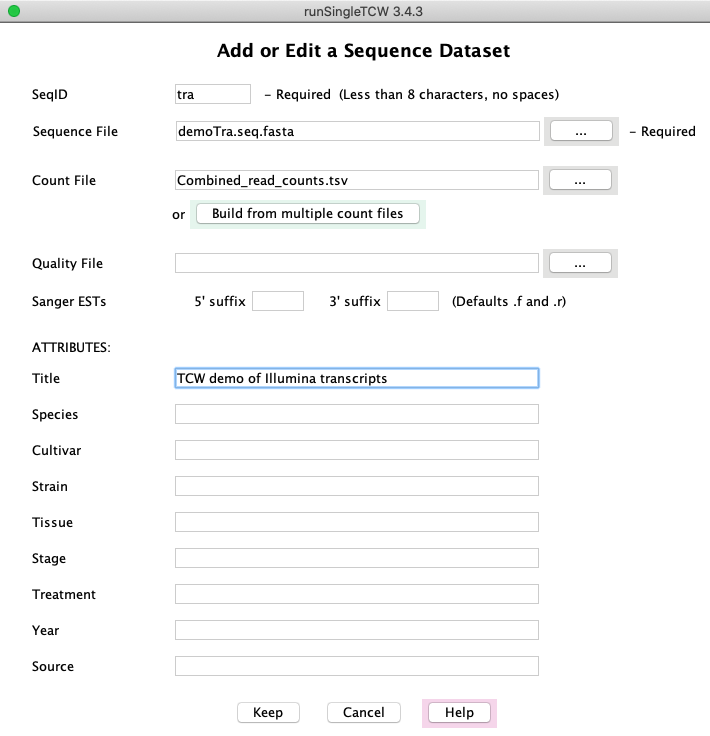 runSingleTCW 3.4.3
Add or Edit a Sequence Dataset
SeqID tra – Required (Less than 8 characters, no spaces)
Sequence File demoTra.seq.fasta ... – Required
Count File Combined_read_counts.tsv ...
or Build from multiple count files
Quality File ...
Sanger ESTs 5' suffix 3' suffix (Defaults .f and .r)
ATTRIBUTES:
Title TCW demo of Illumina transcripts
Species
Cultivar
Strain
Tissue
Stage
Treatment
Year
Source
Keep Cancel Help